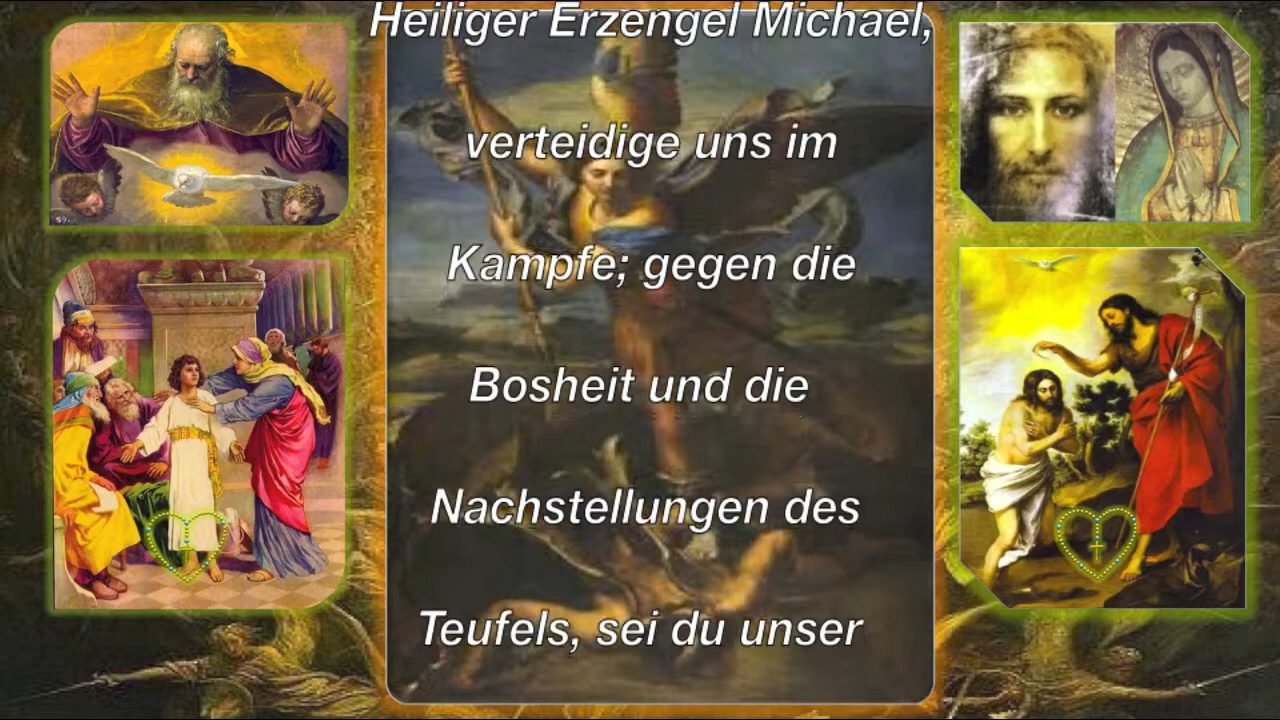 Heiliger Erzengel Michael,
verteidige uns im
Kampfe; gegen die
Bosheit und die
Nachstellungen des
Teufels, sei du unser